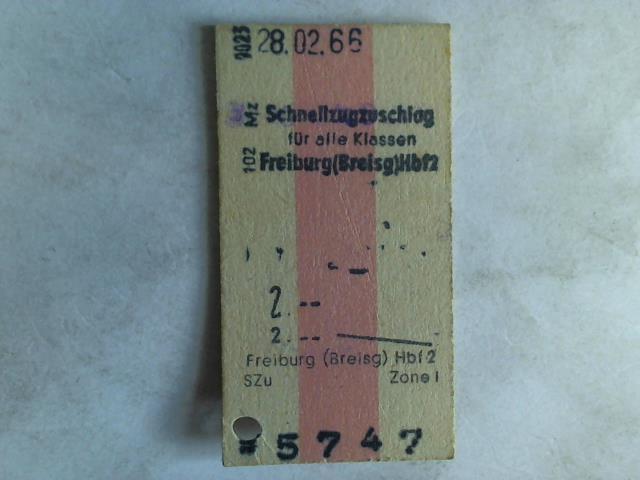 9023
28.02.66
Mz
Schnellzugzuschlag
für alle Klassen
102
Freiburg(Breisg)Hbf2
2.--
2.--
Freiburg (Breisg) Hbf 2
SZu Zone I
5747